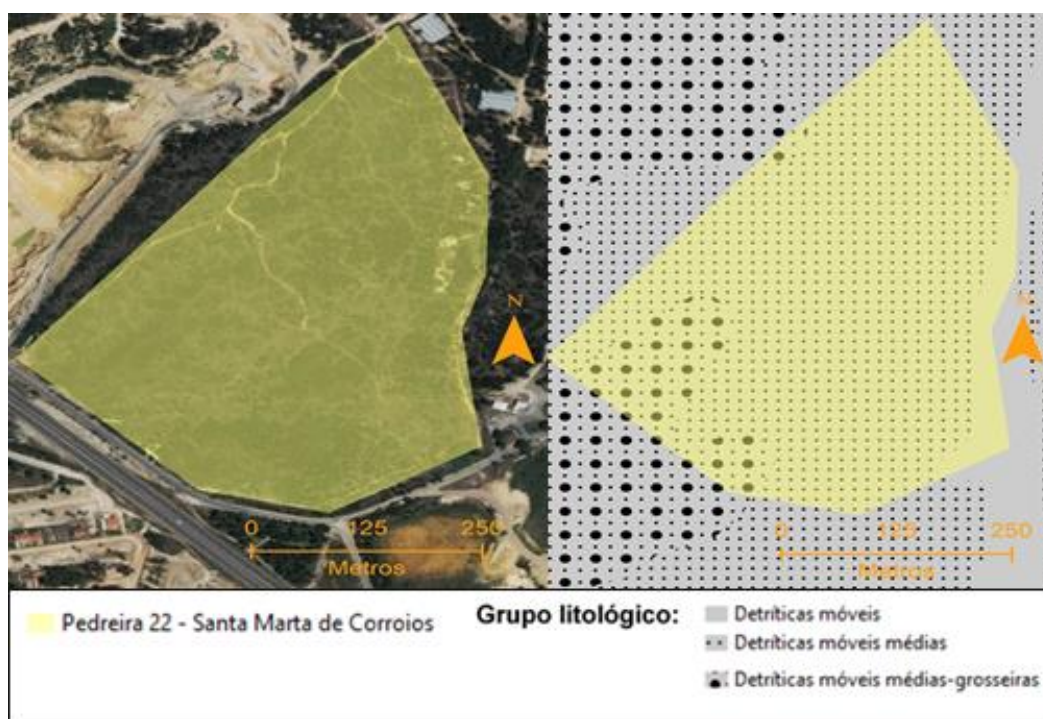 N
N
0 125 250
Metros
0 125 250
Metros
Pedreira 22 - Santa Marta de Corroios
Grupo litológico:
Detríticas móveis
Detríticas móveis médias
Detríticas móveis médias-grosseiras